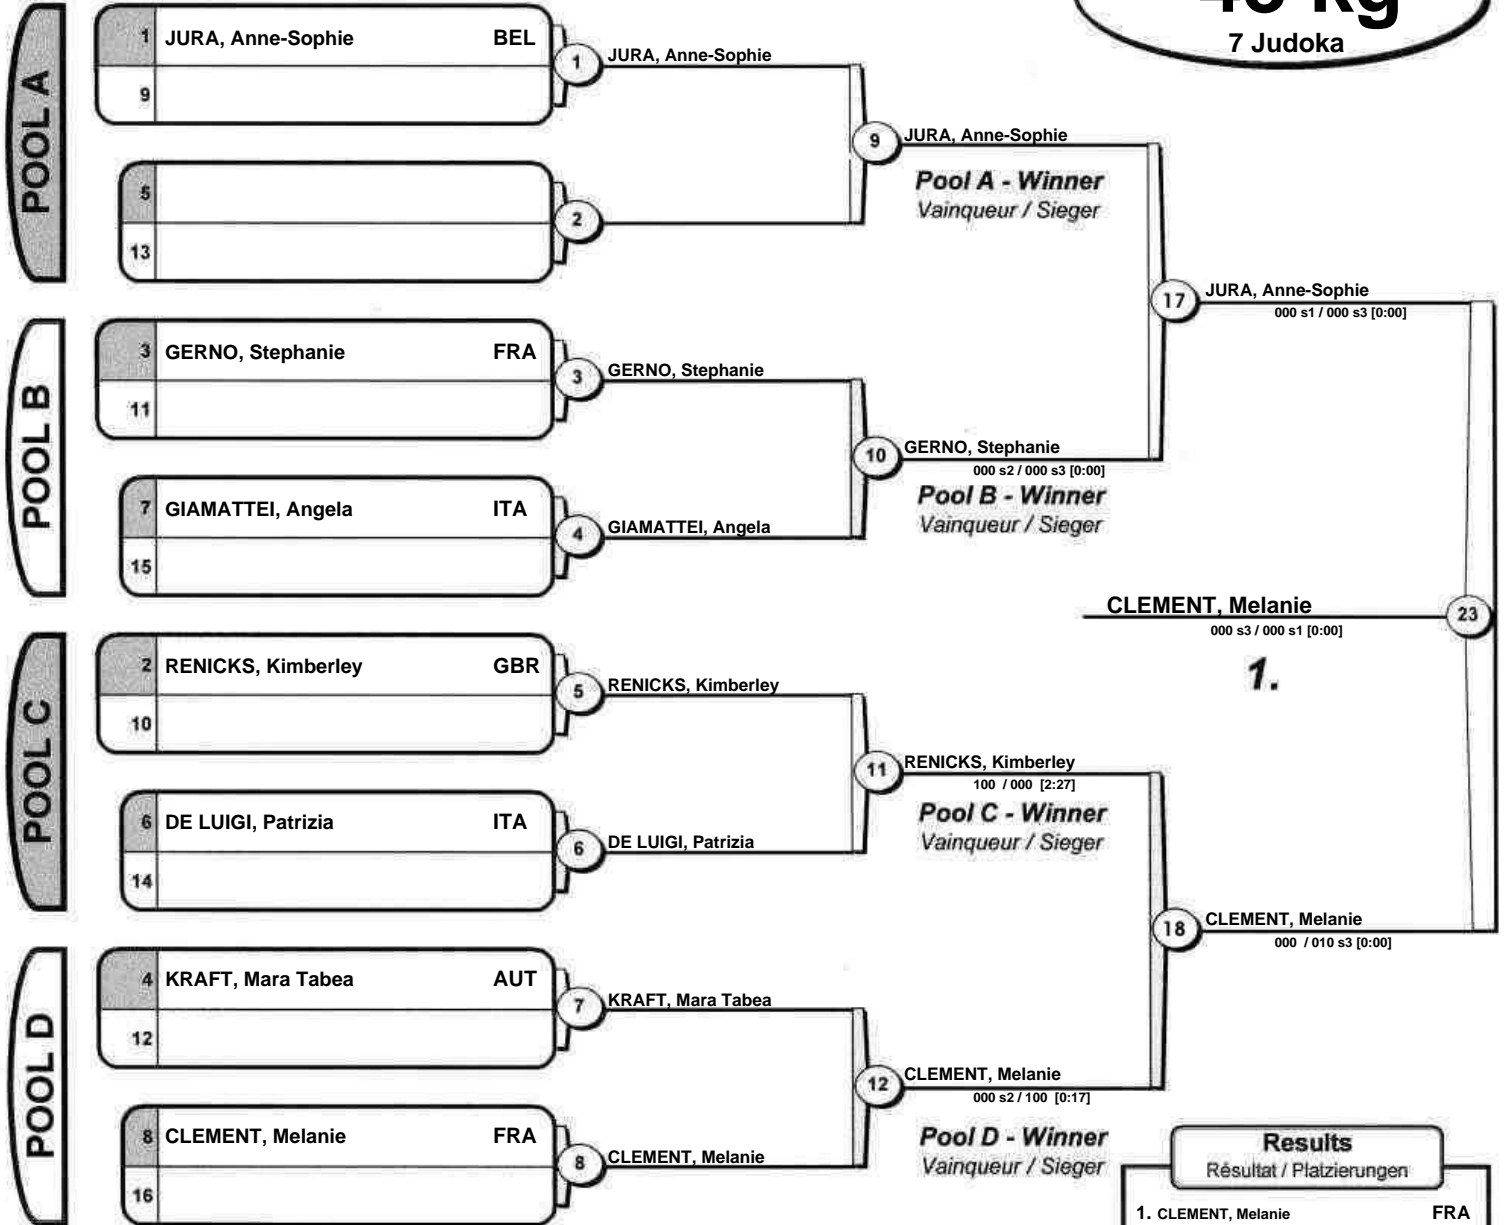 48 kg
7 Judoka
POOL A
1 JURA, Anne-Sophie BEL
9
5
13
1 JURA, Anne-Sophie
2
9 JURA, Anne-Sophie
Pool A - Winner
Vainqueur / Sieger
POOL B
3 GERNO, Stephanie FRA
11
7 GIAMATTEI, Angela ITA
15
3 GERNO, Stephanie
4 GIAMATTEI, Angela
10 GERNO, Stephanie
000 s2 / 000 s3 [0:00]
Pool B - Winner
Vainqueur / Sieger
17 JURA, Anne-Sophie
000 s1 / 000 s3 [0:00]
CLEMENT, Melanie 23
000 s3 / 000 s1 [0:00]
1.
POOL C
2 RENICKS, Kimberley GBR
10
6 DE LUIGI, Patrizia ITA
14
5 RENICKS, Kimberley
6 DE LUIGI, Patrizia
11 RENICKS, Kimberley
100 / 000 [2:27]
Pool C - Winner
Vainqueur / Sieger
18 CLEMENT, Melanie
000 / 010 s3 [0:00]
POOL D
4 KRAFT, Mara Tabea AUT
12
8 CLEMENT, Melanie FRA
16
7 KRAFT, Mara Tabea
8 CLEMENT, Melanie
12 CLEMENT, Melanie
000 s2 / 100 [0:17]
Pool D - Winner
Vainqueur / Sieger
Results
Résultat / Platzierungen
1. CLEMENT, Melanie FRA